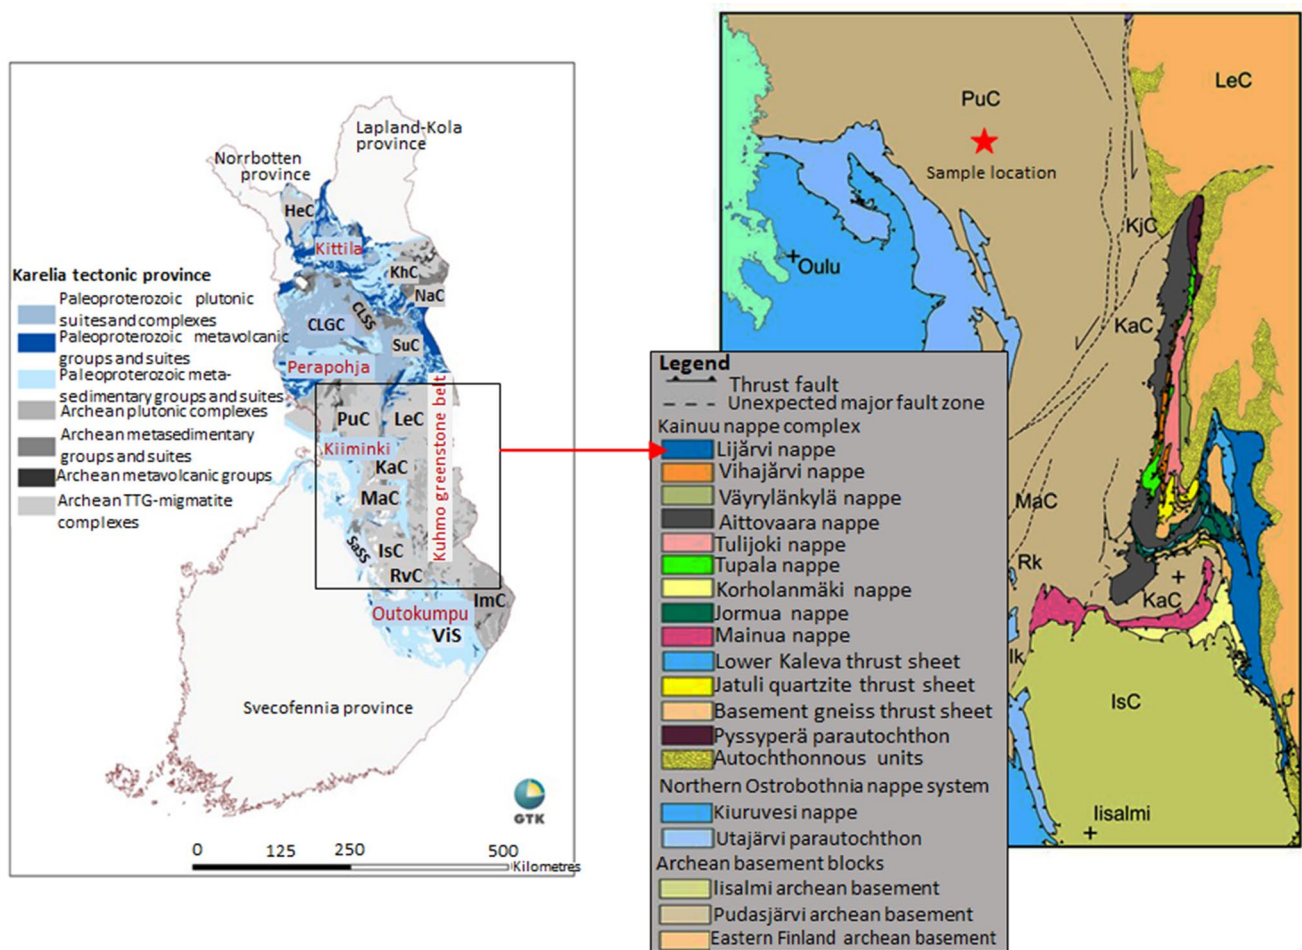 Lapland-Kola
province
Norrbotten
province
HeC
Kittila
KhC
NaC
CLSS
CLGC
SuC
Perapohja
PuC
LeC
Kiiminki
KaC
MaC
Kuhmo greenstone belt
SaSS
IsC
RvC
ImC
Outokumpu
ViS
Svecofennia province
Karelia tectonic province
Paleoproterozoic plutonic
suitesand complexes
Paleoproterozoic metavolcanic
groups and suites
Paleoproterozoic meta-
sedimentary groups and suites
Archean plutonic complexes
Archean metasedimentary
groups and suites
Archean metavolcanic groups
Archean TTG-migmatite
complexes
GTK
0 125 250 500
Kilometres
LeC
PuC
Sample location
KjC
Oulu
KaC
MaC
Rk
KaC
Ik
IsC
Iisalmi
Legend
Thrust fault
Unexpected major fault zone
Kainuu nappe complex
Lijărvi nappe
Vihajărvi nappe
Väyrylänkylä nappe
Aittovaara nappe
Tulijoki nappe
Tupala nappe
Korholanmäki nappe
Jormua nappe
Mainua nappe
Lower Kaleva thrust sheet
Jatuli quartzite thrust sheet
Basement gneiss thrust sheet
Pyssyperä parautochthon
Autochthonnous units
Northern Ostrobothnia nappe system
Kiuruvesi nappe
Utajärvi parautochthon
Archean basement blocks
Iisalmi archean basement
Pudasjärvi archean basement
Eastern Finland archean basement